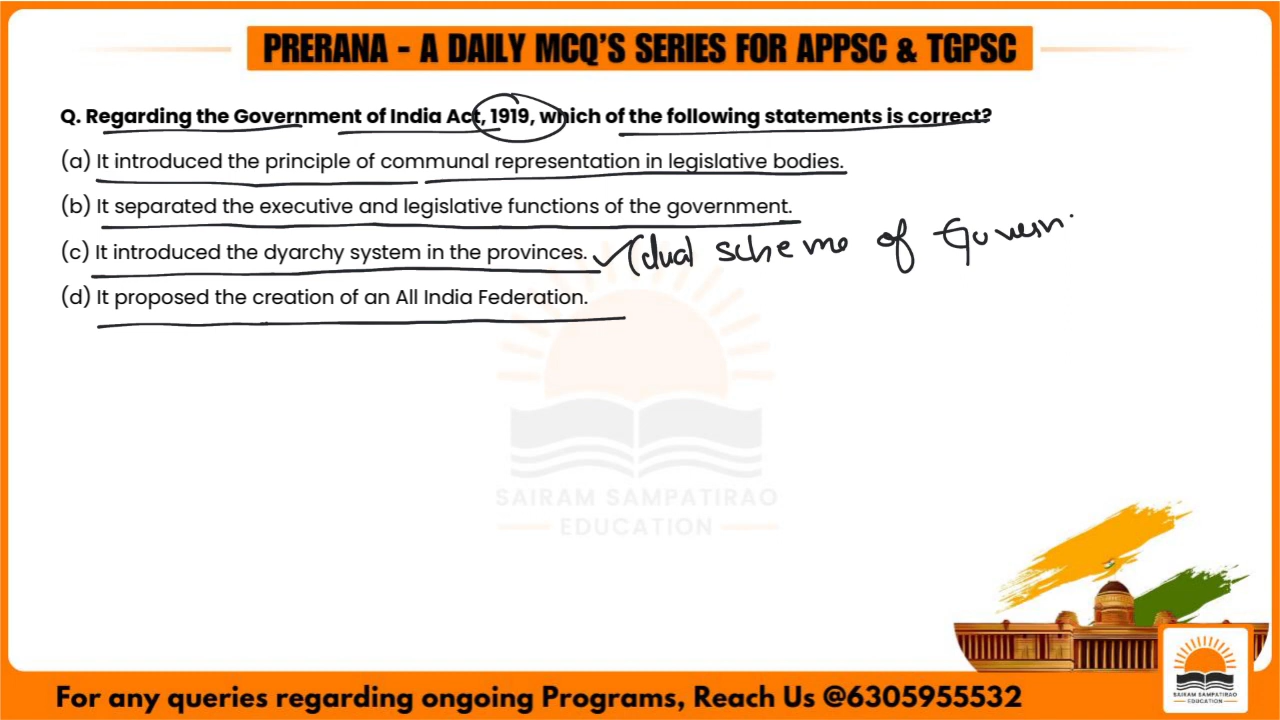 PRERANA - A DAILY MCQ'S SERIES FOR APPSC & TGPSC
Q. Regarding the Government of India Act, 1919, which of the following statements is correct?
(a) It introduced the principle of communal representation in legislative bodies.
(b) It separated the executive and legislative functions of the government.
(c) It introduced the dyarchy system in the provinces. ✓ (dual scheme of Govern.
(d) It proposed the creation of an All India Federation.
SAIRAM SAMPATIRAO
EDUCATION
SAIRAM SAMPATIRAO
EDUCATION
For any queries regarding ongoing Programs, Reach Us @6305955532